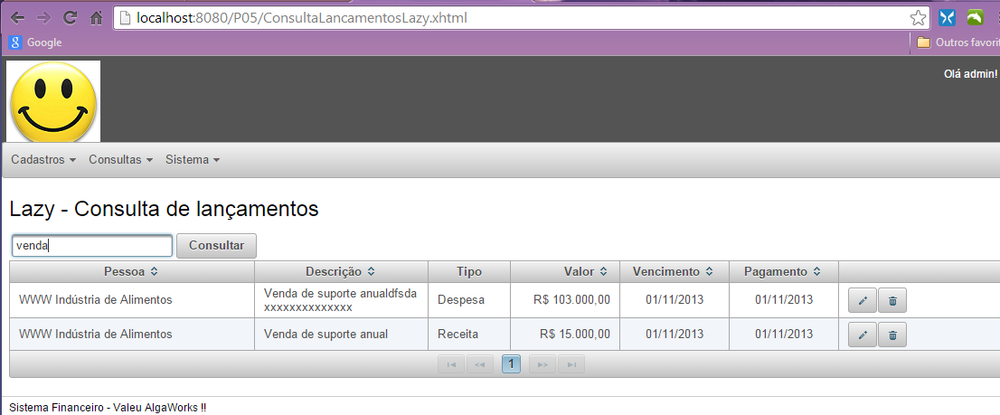 localhost:8080/P05/ConsultaLancamentosLazy.xhtml
Google
Outros favorit
Olá admin!
Cadastros Consultas Sistema
Lazy - Consulta de lançamentos
venda Consultar
Pessoa Descrição Tipo Valor Vencimento Pagamento
WWW Indústria de Alimentos Venda de suporte anualdfsda Despesa R$ 103.000,00 01/11/2013 01/11/2013
xxxxxxxxxxxxxx
WWW Indústria de Alimentos Venda de suporte anual Receita R$ 15.000,00 01/11/2013 01/11/2013
1
Sistema Financeiro - Valeu AlgaWorks !!